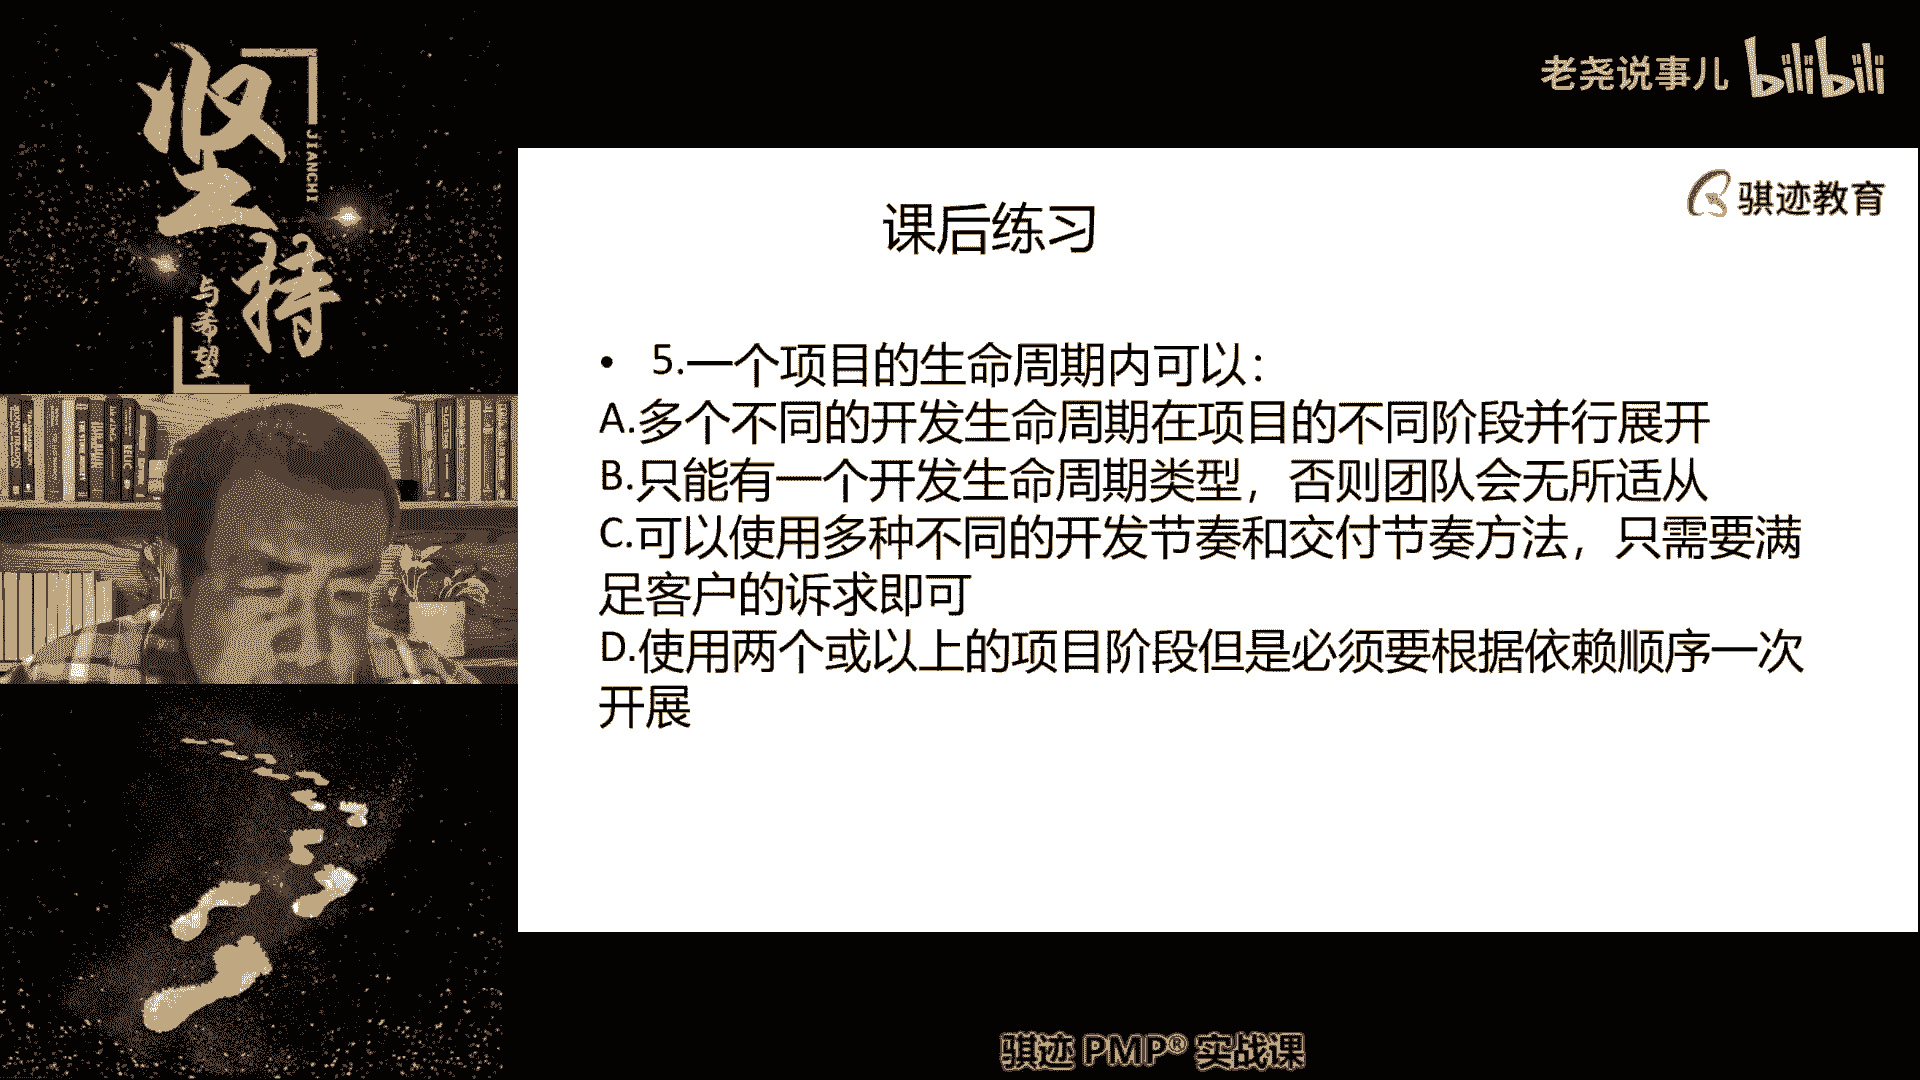 坚持
JIANCHI
与希望
老尧说事儿 bilibili
骐迹教育
课后练习
• 5.一个项目的生命周期内可以：
A.多个不同的开发生命周期在项目的不同阶段并行展开
B.只能有一个开发生命周期类型，否则团队会无所适从
C.可以使用多种不同的开发节奏和交付节奏方法，只需要满
足客户的诉求即可
D.使用两个或以上的项目阶段但是必须要根据依赖顺序一次
开展
骐迹 PMP® 实战课